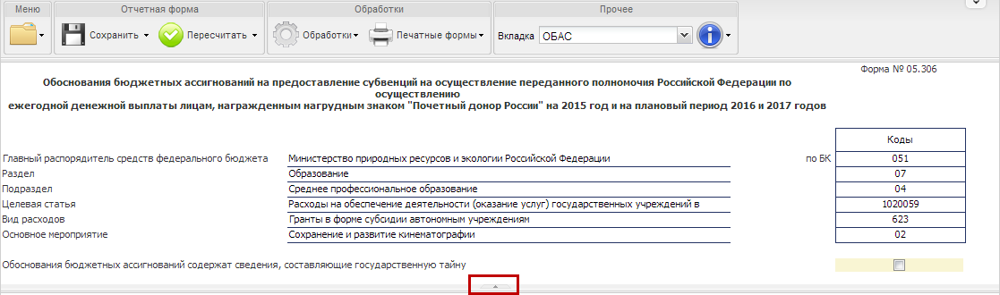 Меню Отчетная форма Обработки Прочее
Сохранить Пересчитать Обработки Печатные формы Вкладка ОБАС
Форма № 05.306
Обоснования бюджетных ассигнований на предоставление субвенций на осуществление переданного полномочия Российской Федерации по
осуществлению
ежегодной денежной выплаты лицам, награжденным нагрудным знаком "Почетный донор России" на 2015 год и на плановый период 2016 и 2017 годов
Коды
Главный распорядитель средств федерального бюджета Министерство природных ресурсов и экологии Российской Федерации по БК 051
Раздел Образование 07
Подраздел Среднее профессиональное образование 04
Целевая статья Расходы на обеспечение деятельности (оказание услуг) государственных учреждений в 1020059
Вид расходов Гранты в форме субсидии автономным учреждениям 623
Основное мероприятие Сохранение и развитие кинематографии 02
Обоснования бюджетных ассигнований содержат сведения, составляющие государственную тайну